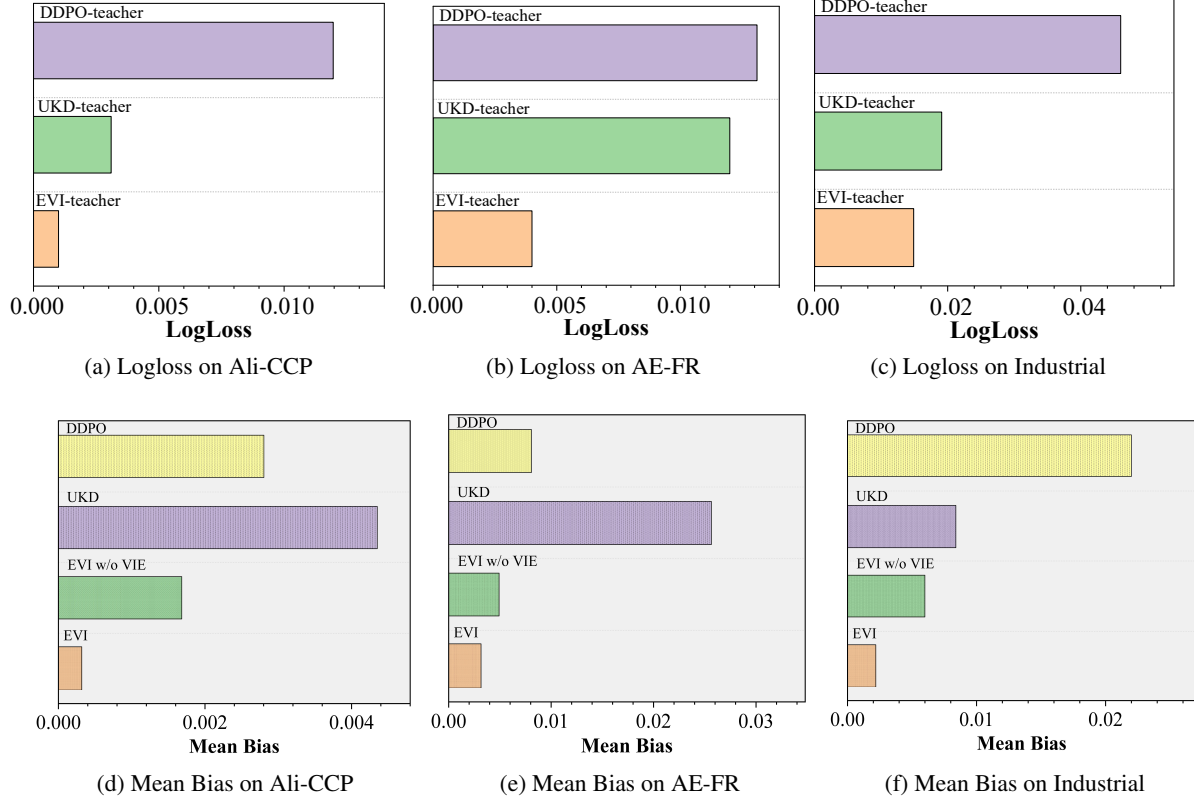 DDPO-teacher
UKD-teacher
EVI-teacher
0.000 0.005 0.010
LogLoss
(a) Logloss on Ali-CCP
DDPO-teacher
UKD-teacher
EVI-teacher
0.000 0.005 0.010
LogLoss
(b) Logloss on AE-FR
DDPO-teacher
UKD-teacher
EVI-teacher
0.00 0.02 0.04
LogLoss
(c) Logloss on Industrial
DDPO
UKD
EVI w/o VIE
EVI
0.000 0.002 0.004
Mean Bias
(d) Mean Bias on Ali-CCP
DDPO
UKD
EVI w/o VIE
EVI
0.00 0.01 0.02 0.03
Mean Bias
(e) Mean Bias on AE-FR
DDPO
UKD
EVI w/o VIE
EVI
0.00 0.01 0.02
Mean Bias
(f) Mean Bias on Industrial